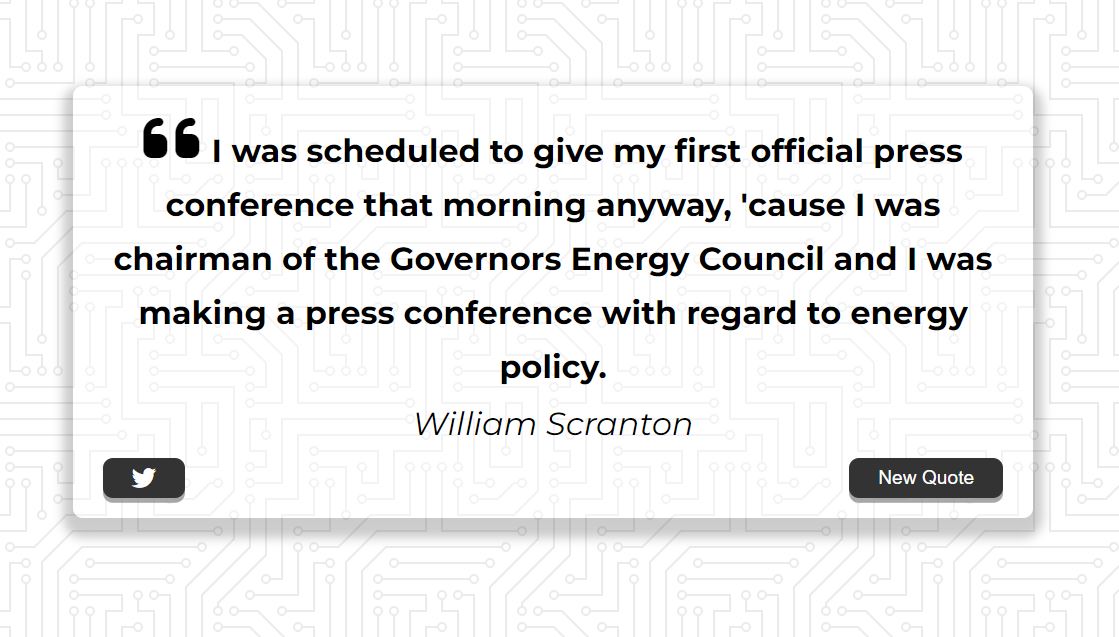 I was scheduled to give my first official press
conference that morning anyway, 'cause I was
chairman of the Governors Energy Council and I was
making a press conference with regard to energy
policy.
William Scranton
New Quote